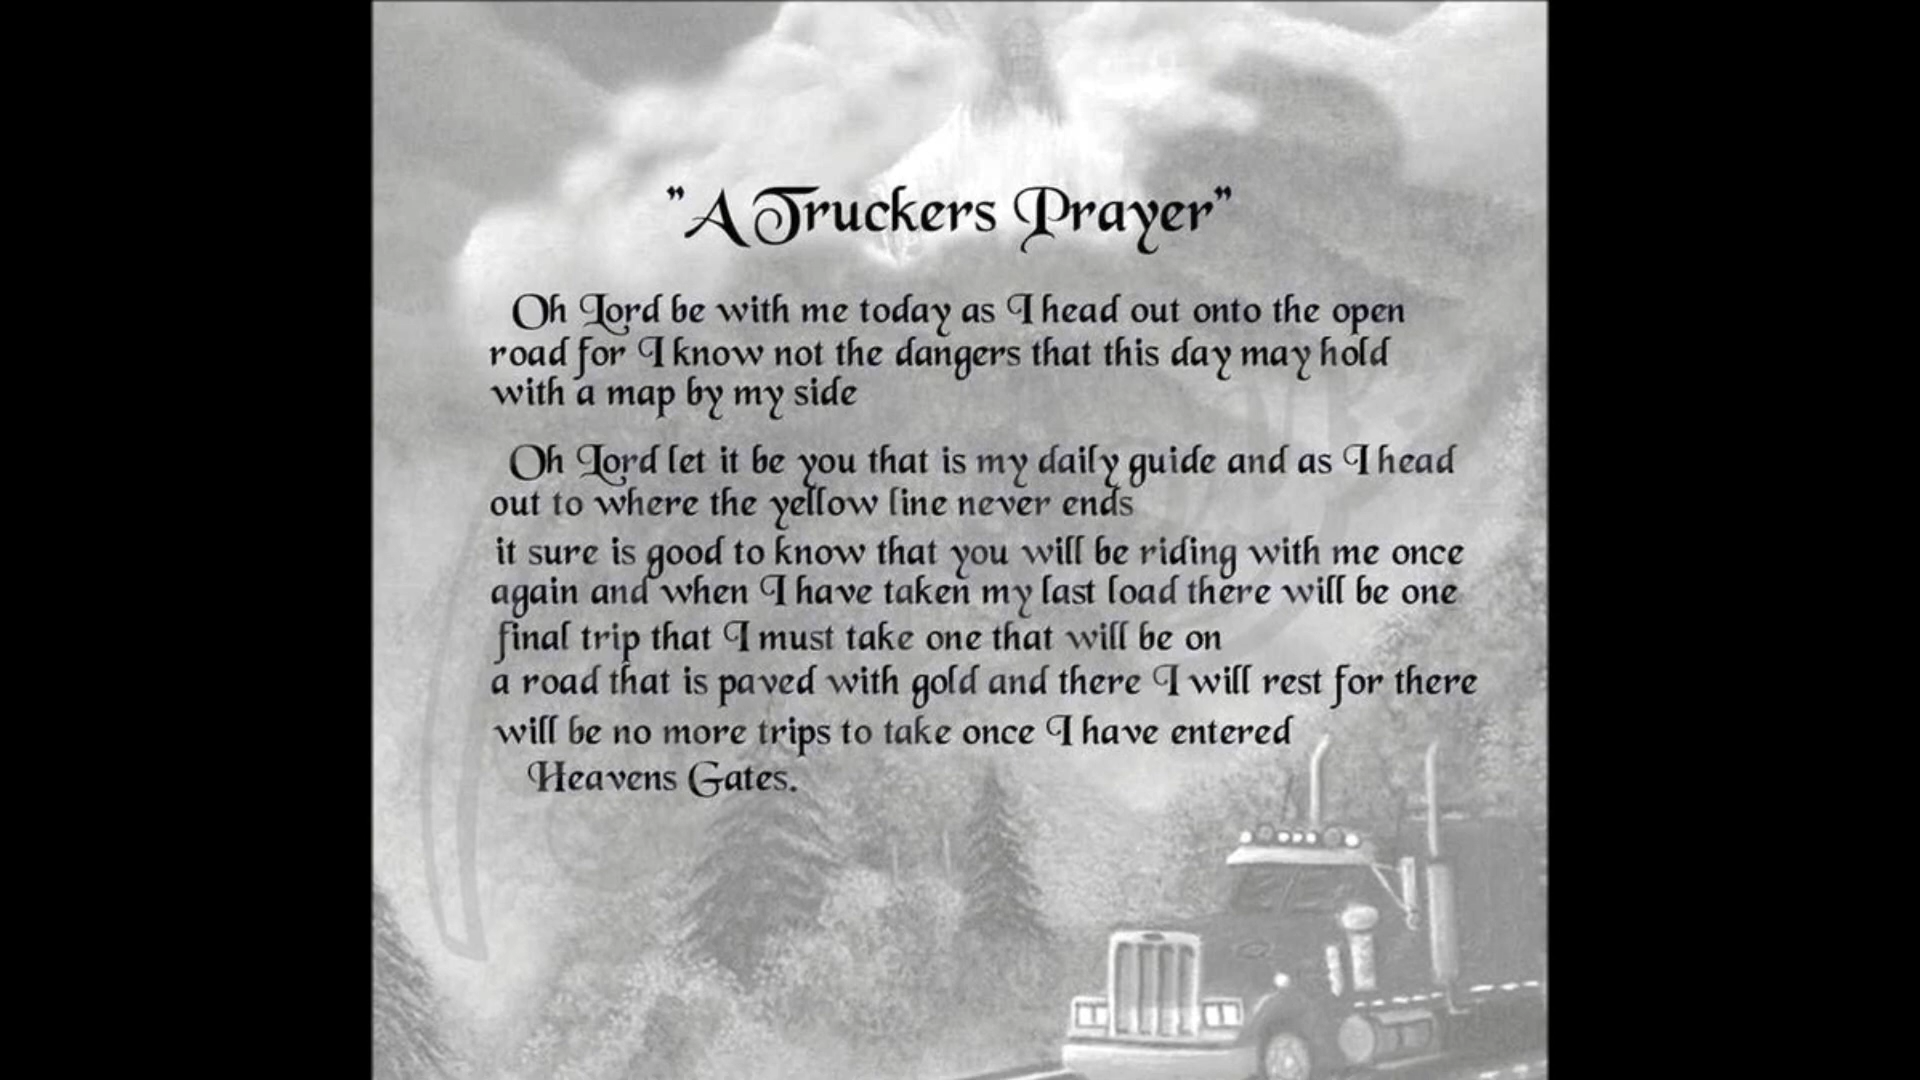 "A Truckers Prayer"
Oh Lord be with me today as I head out onto the open
road for I know not the dangers that this day may hold
with a map by my side
Oh Lord let it be you that is my daily guide and as I head
out to where the yellow line never ends
it sure is good to know that you will be riding with me once
again and when I have taken my last load there will be one
final trip that I must take one that will be on
a road that is paved with gold and there I will rest for there
will be no more trips to take once I have entered
Heavens Gates.